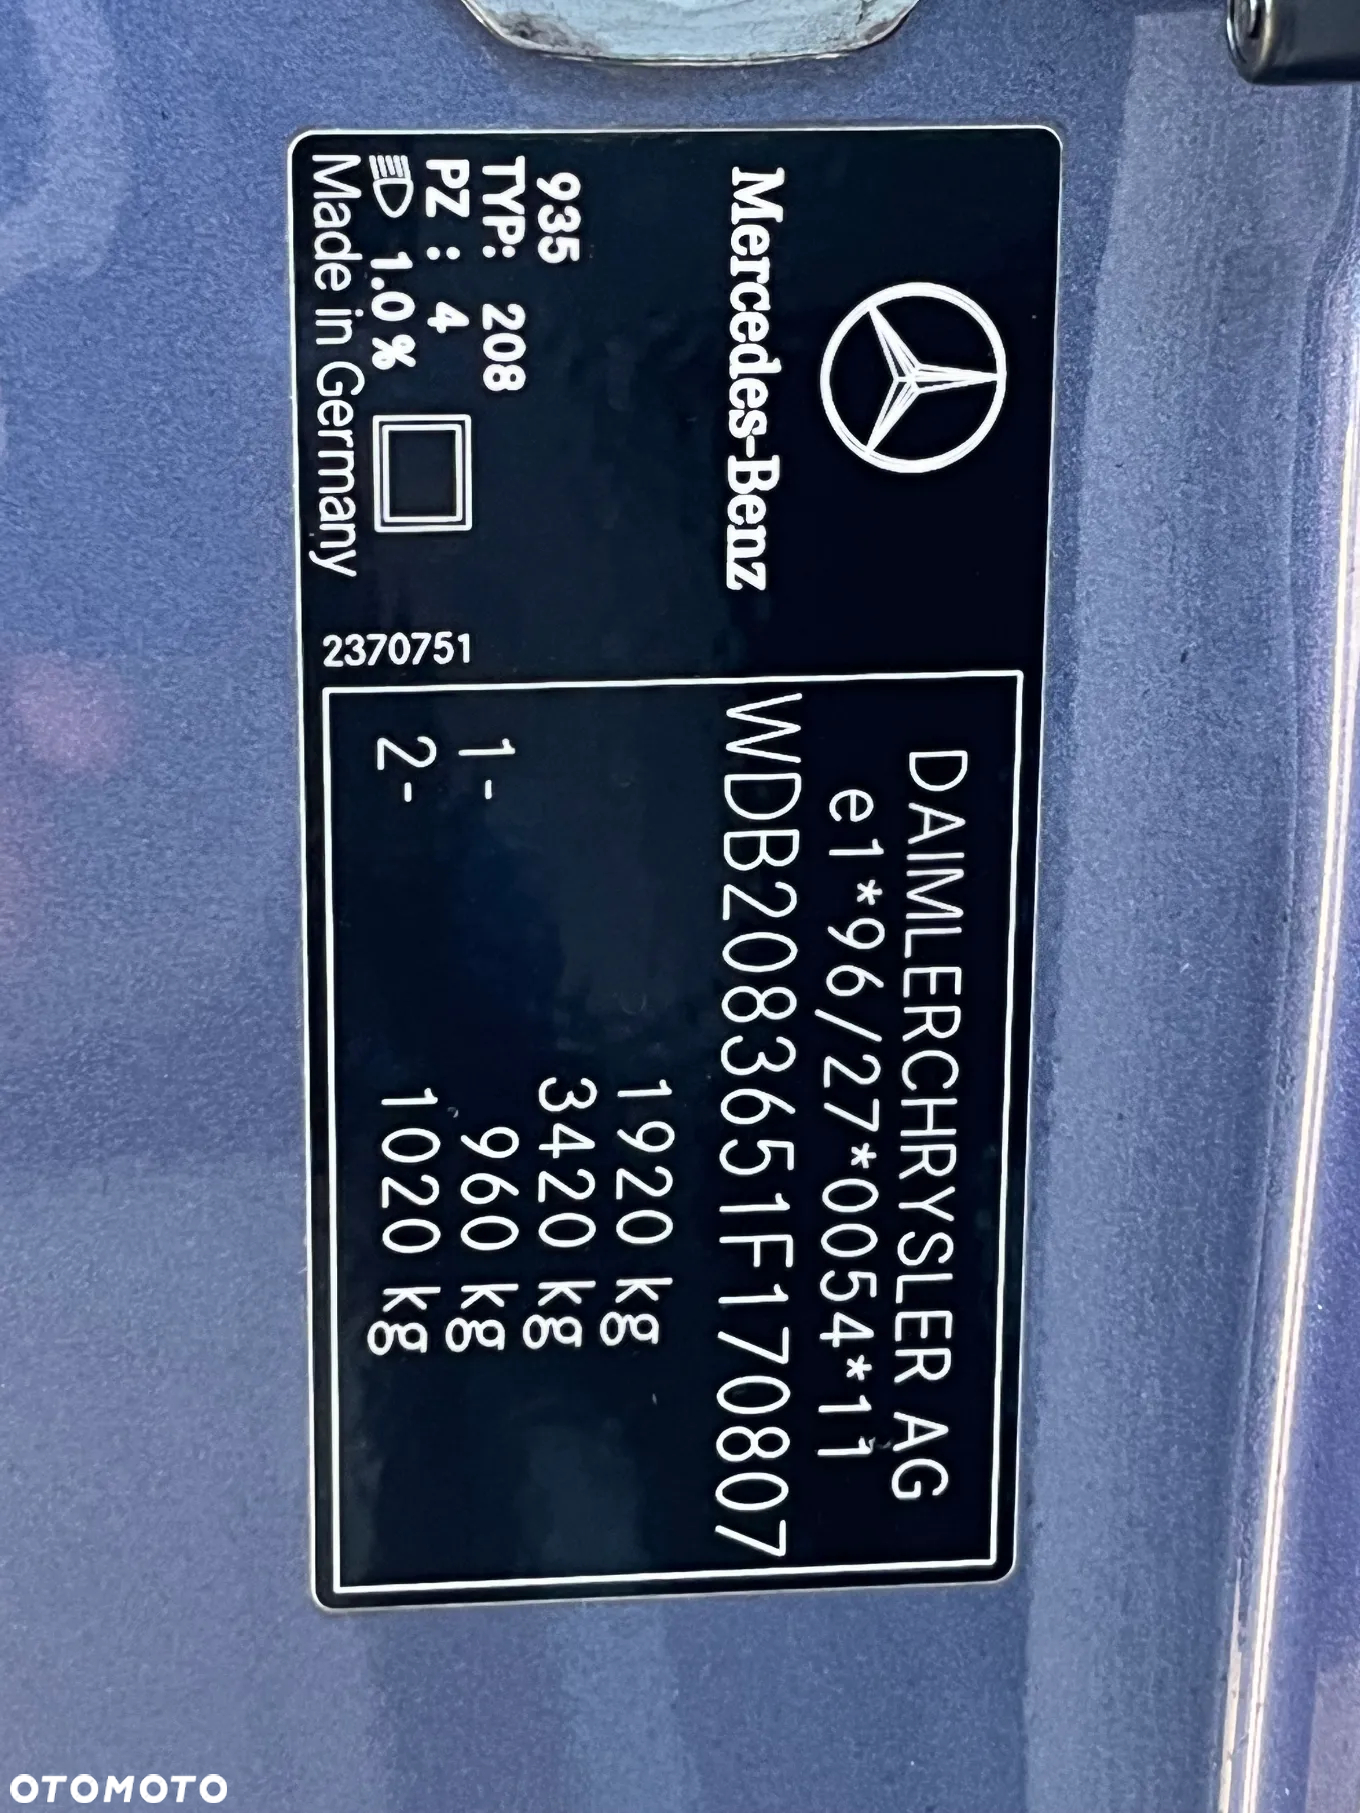 Mercedes-Benz
935
TYP: 208
PZ : 4
1.0 %
Made in Germany
2370751
DAIMLERCHRYSLER AG
e1*96/27*0054*11
WDB2083651F170807
1920 kg
3420 kg
1- 960 kg
2- 1020 kg
OTOMOTO